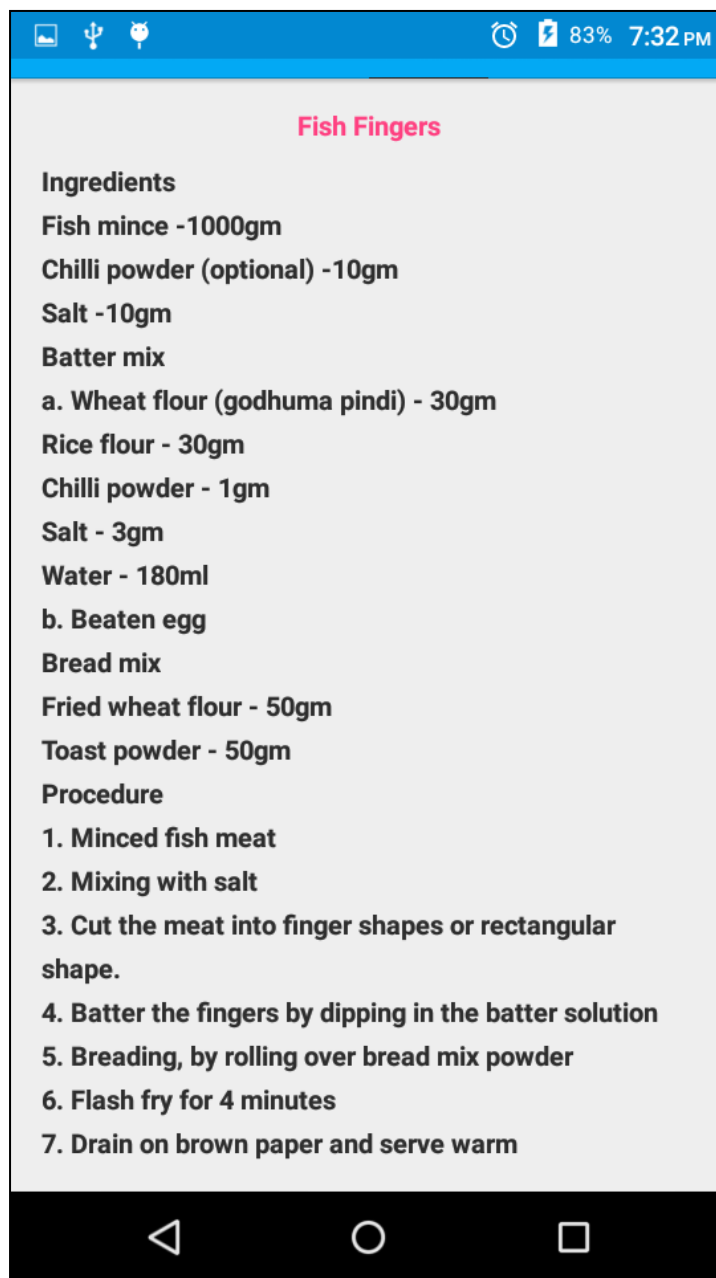 83% 7:32 PM
Fish Fingers
Ingredients
Fish mince -1000gm
Chilli powder (optional) -10gm
Salt -10gm
Batter mix
a. Wheat flour (godhuma pindi) - 30gm
Rice flour - 30gm
Chilli powder - 1gm
Salt - 3gm
Water - 180ml
b. Beaten egg
Bread mix
Fried wheat flour - 50gm
Toast powder - 50gm
Procedure
1. Minced fish meat
2. Mixing with salt
3. Cut the meat into finger shapes or rectangular
shape.
4. Batter the fingers by dipping in the batter solution
5. Breading, by rolling over bread mix powder
6. Flash fry for 4 minutes
7. Drain on brown paper and serve warm